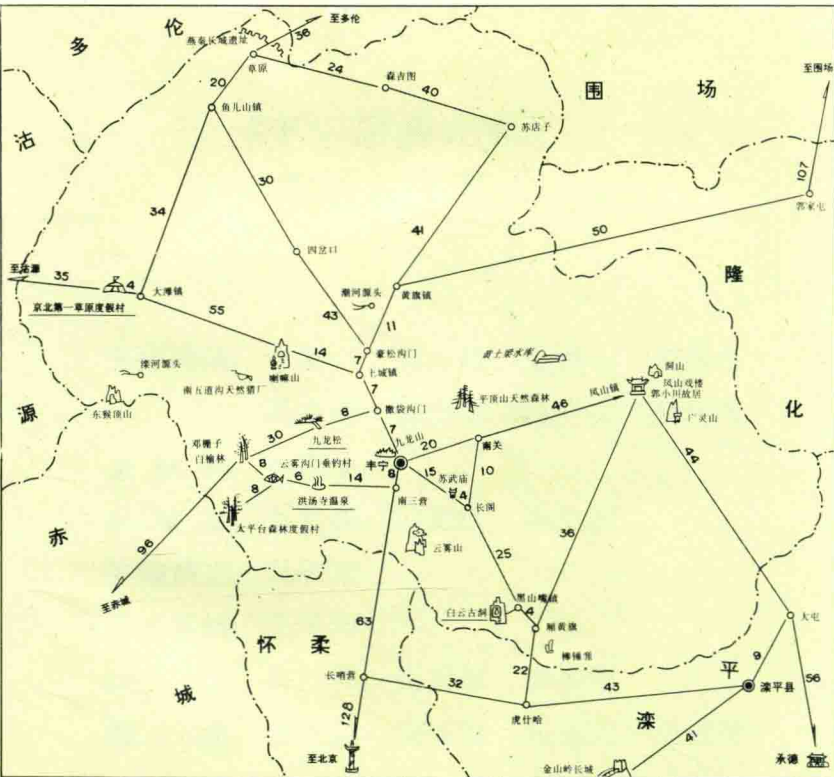 多伦
至多伦
燕秦长城遗址
38
草原
24
森吉图
40
苏店子
围场
至围场
107
郭家屯
20
鱼儿山镇
沽源
34
30
四岔口
41
50
隆化
至沽源
35
4
大滩镇
京北第一草原度假村
55
潮河源头
黄旗镇
43
11
豪松沟门
7
土城镇
14
喇嘛山
滦河源头
南五道沟天然猎厂
东猴顶山
7
撒袋沟门
8
九龙松
30
7
九龙山
丰宁
平顶山天然森林
46
凤山镇
洞山
凤山戏楼
郭小川故居
广灵山
44
20
南关
10
15
苏武庙
4
长阁
邓栅子
白榆林
8
云雾沟门垂钓村
6
洪汤寺温泉
14
8
南三营
8
太平台森林度假村
96
至赤城
赤城
云雾山
25
36
黑山嘴镇
白云古洞
4
厢黄旗
柳锤峯
63
怀柔
长哨营
32
22
虎什哈
43
滦平
滦平县
9
大屯
56
承德
41
金山岭长城
128
至北京